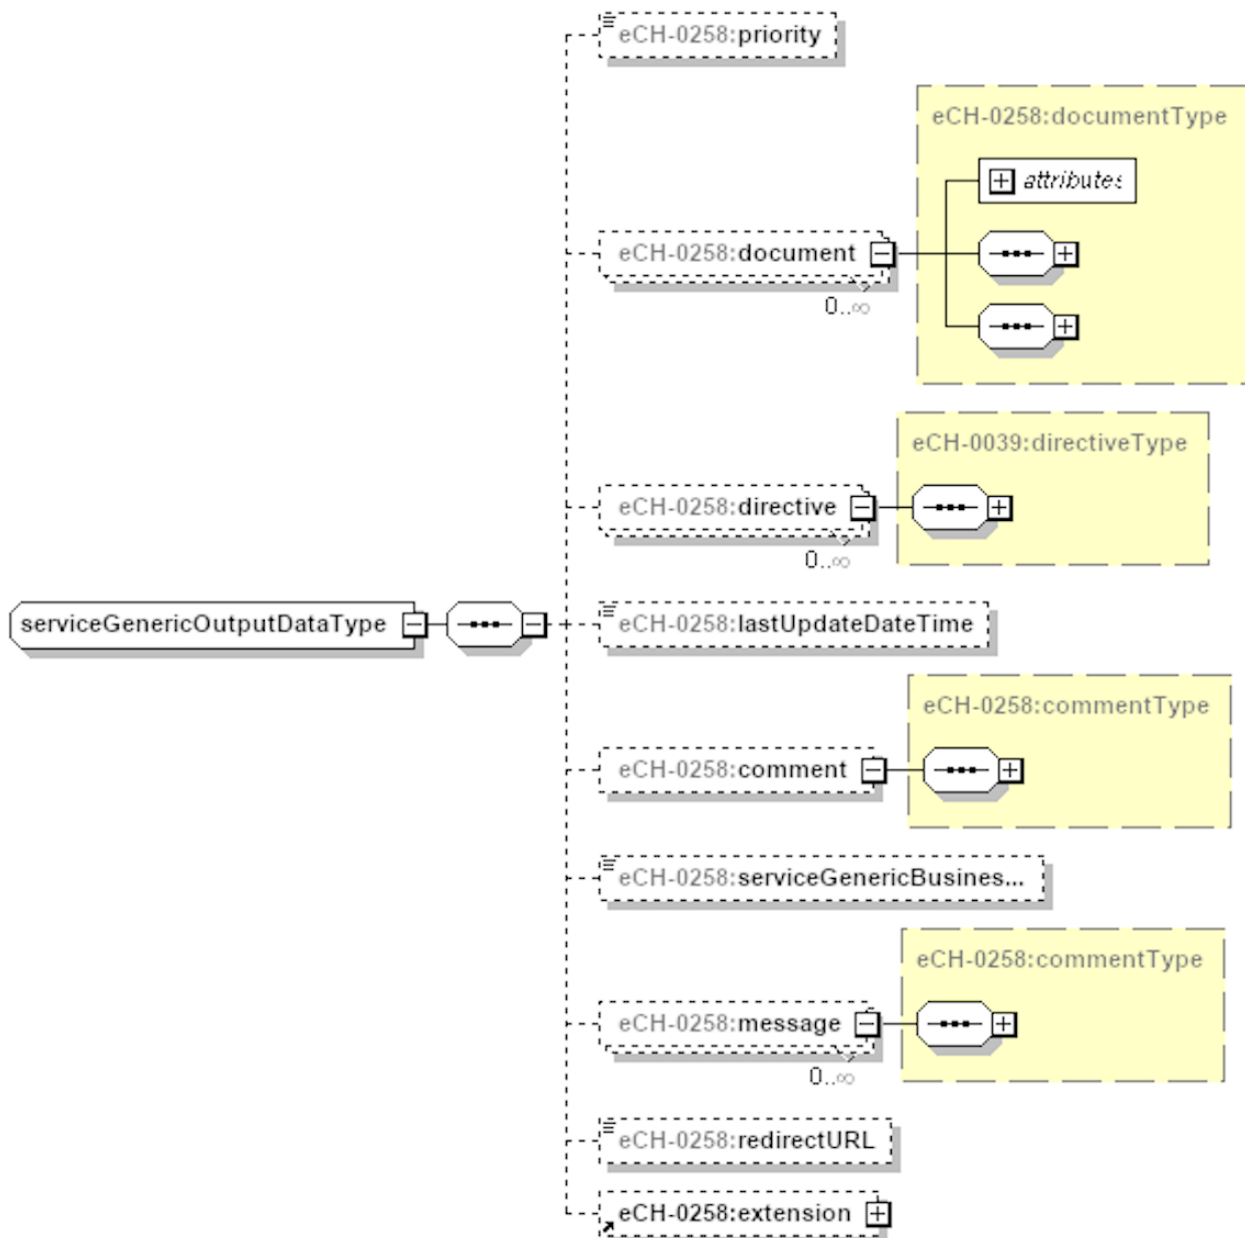 eCH-0258:priority
eCH-0258:documentType
attributes
eCH-0258:document
0..∞
eCH-0039:directiveType
eCH-0258:directive
0..∞
serviceGenericOutputDataType
eCH-0258:lastUpdateDateTime
eCH-0258:commentType
eCH-0258:comment
eCH-0258:serviceGenericBusines...
eCH-0258:commentType
eCH-0258:message
0..∞
eCH-0258:redirectURL
eCH-0258:extension